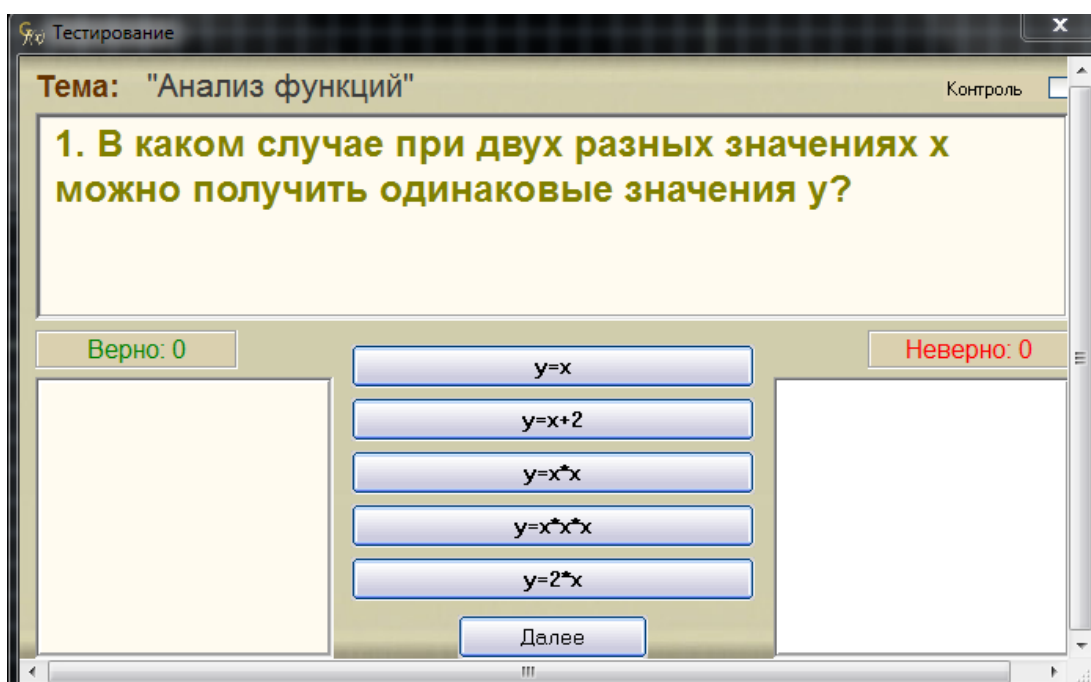 Тестирование
Тема: "Анализ функций"
Контроль
1. В каком случае при двух разных значениях x
можно получить одинаковые значения y?
Верно: 0
Неверно: 0
y=x
y=x+2
y=x*x
y=x*x*x
y=2*x
Далее